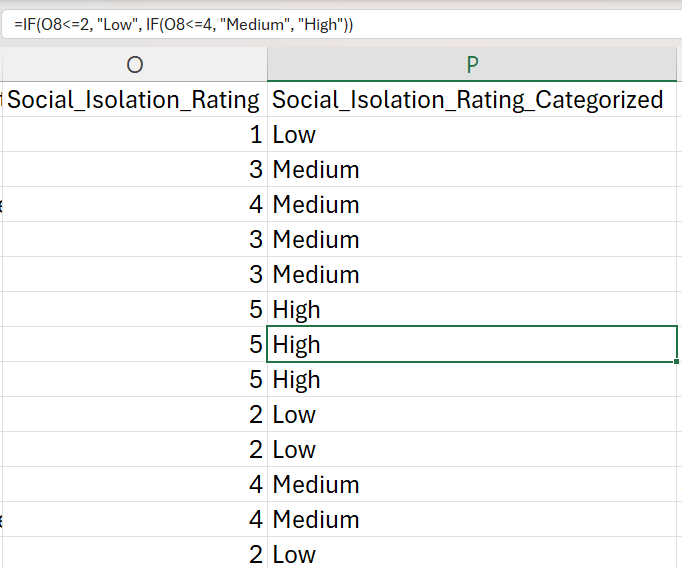 =IF(O8<=2, "Low", IF(O8<=4, "Medium", "High"))
O P
Social_Isolation_Rating Social_Isolation_Rating_Categorized
1 Low
3 Medium
4 Medium
3 Medium
3 Medium
5 High
5 High
5 High
2 Low
2 Low
4 Medium
4 Medium
2 Low